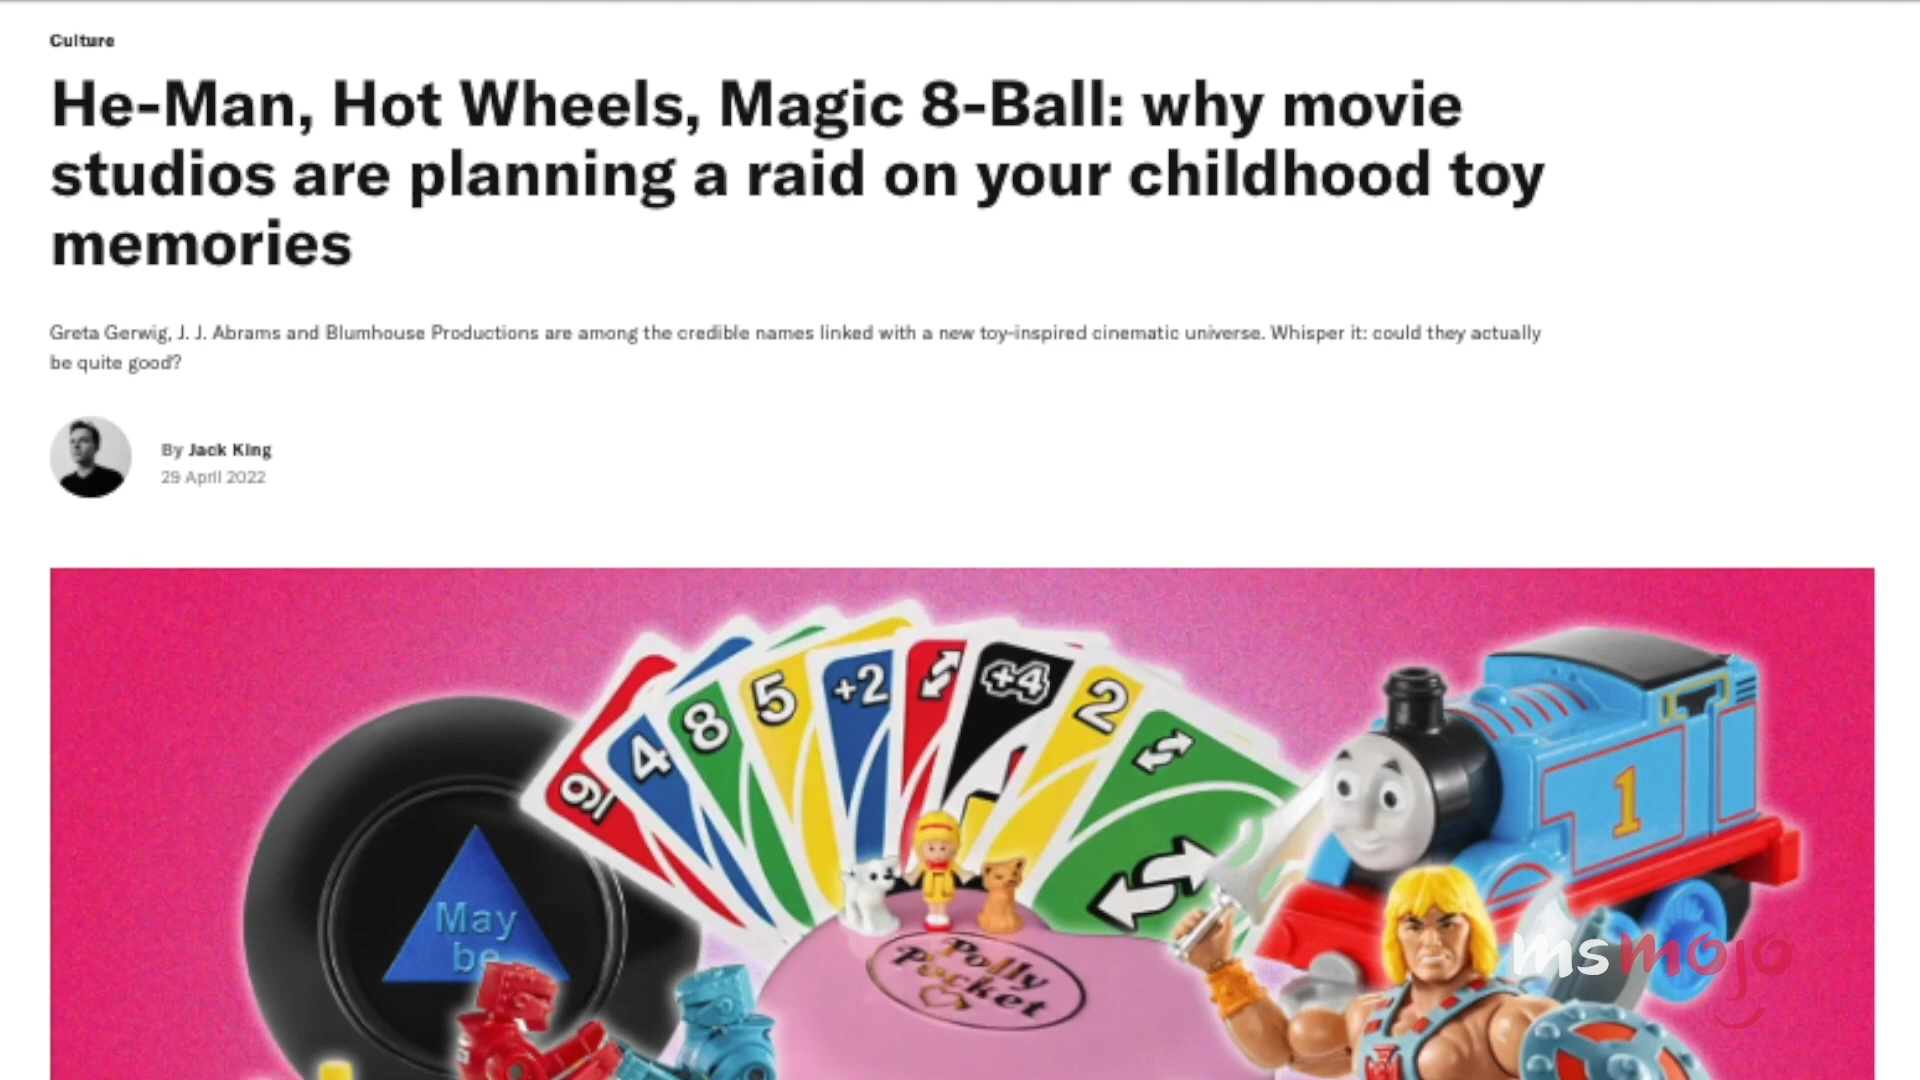 Culture
He-Man, Hot Wheels, Magic 8-Ball: why movie
studios are planning a raid on your childhood toy
memories
Greta Gerwig, J. J. Abrams and Blumhouse Productions are among the credible names linked with a new toy-inspired cinematic universe. Whisper it: could they actually
be quite good?
By Jack King
29 April 2022
9
4
8
5
+2
+4
2
1
May
be
Polly
Pocket
msmojo